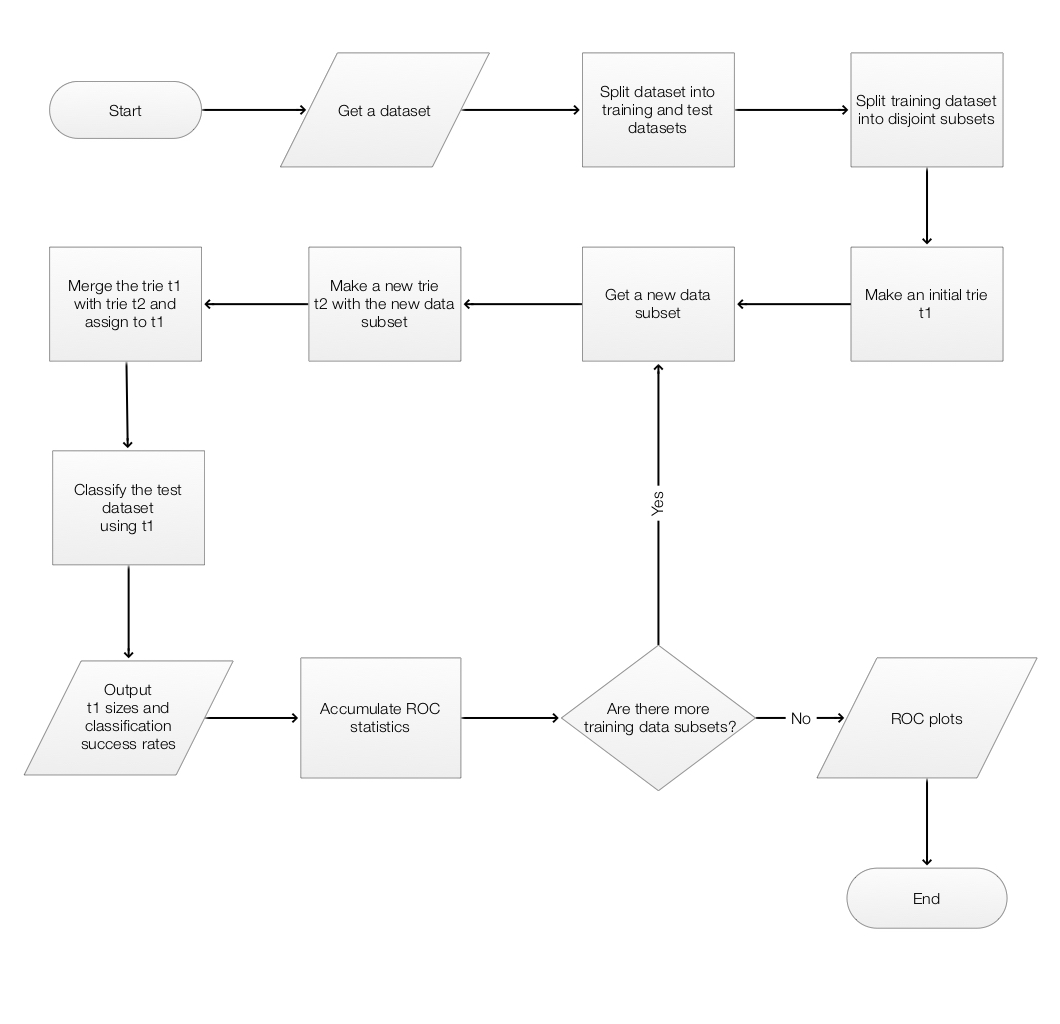 Start
Get a dataset
Split dataset into
training and test
datasets
Split training dataset
into disjoint subsets
Merge the trie t1
with trie t2 and
assign to t1
Make a new trie
t2 with the new data
subset
Get a new data
subset
Make an initial trie
t1
Classify the test
dataset
using t1
Yes
Output
t1 sizes and
classification
success rates
Accumulate ROC
statistics
Are there more
training data subsets?
No
ROC plots
End